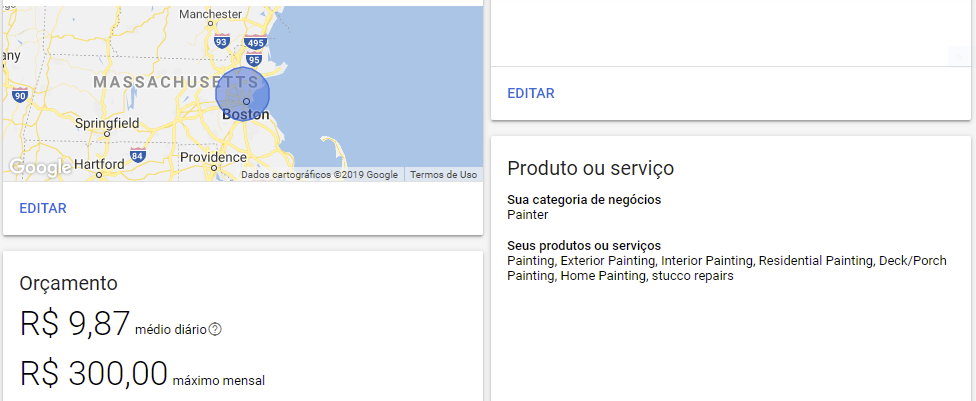 Manchester
93
495
95
any
MASSACHUSETTS
90
Boston
Springfield
84
Hartford
Providence
Google
Dados cartográficos ©2019 Google
Termos de Uso
EDITAR
Orçamento
R$ 9,87 médio diário
?
R$ 300,00 máximo mensal
EDITAR
Produto ou serviço
Sua categoria de negócios
Painter
Seus produtos ou serviços
Painting, Exterior Painting, Interior Painting, Residential Painting, Deck/Porch
Painting, Home Painting, stucco repairs